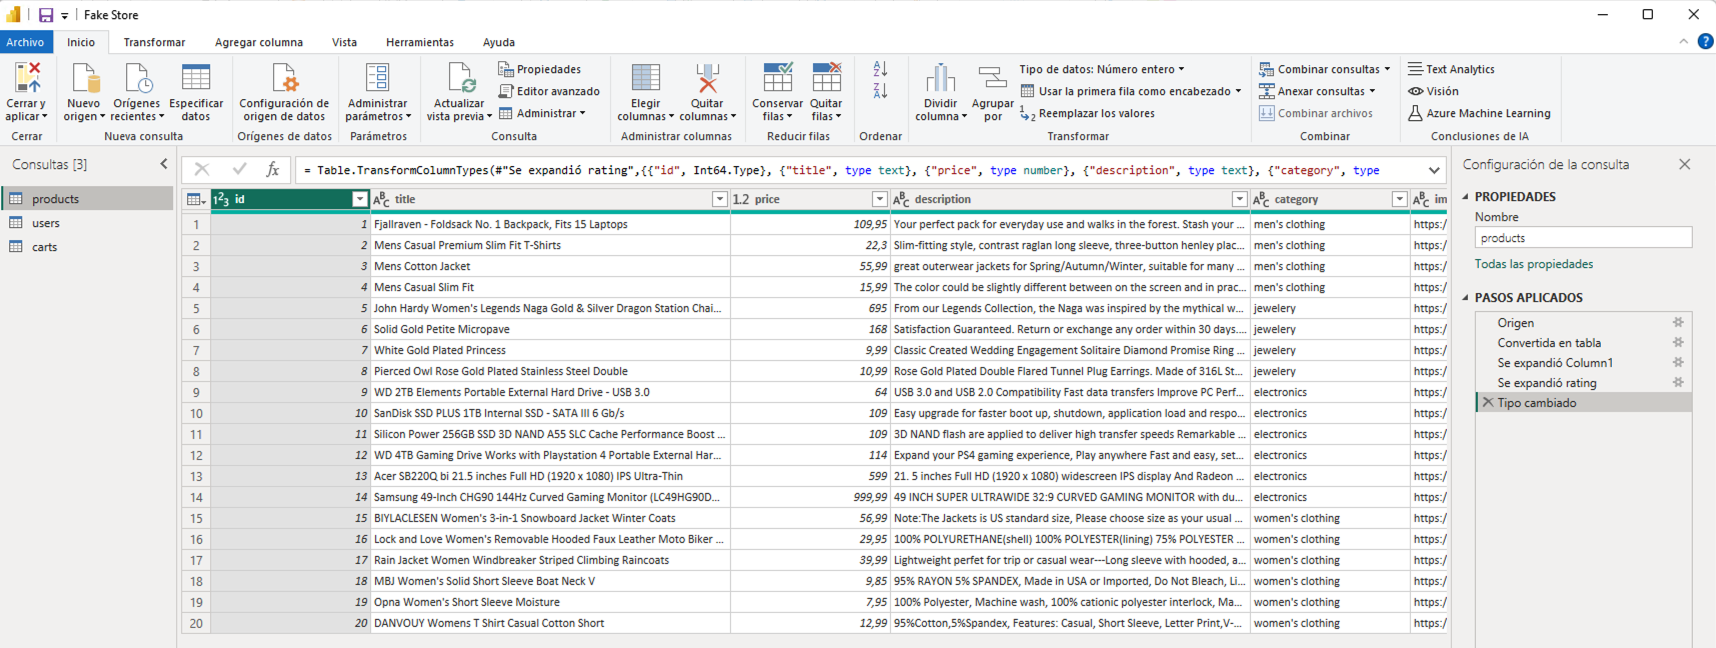 Fake Store
Archivo Inicio Transformar Agregar columna Vista Herramientas Ayuda
Cerrar y aplicar
Cerrar
Nuevo origen
Orígenes recientes
Especificar datos
Nueva consulta
Configuración de origen de datos
Orígenes de datos
Administrar parámetros
Parámetros
Actualizar vista previa
Propiedades
Editor avanzado
Administrar
Consulta
Elegir columnas
Quitar columnas
Administrar columnas
Conservar filas
Quitar filas
Reducir filas
Ordenar
Dividir columna
Agrupar por
Tipo de datos: Número entero
Usar la primera fila como encabezado
Reemplazar los valores
Transformar
Combinar consultas
Anexar consultas
Combinar archivos
Combinar
Text Analytics
Visión
Azure Machine Learning
Conclusiones de IA
Consultas [3]
products
users
carts
fx = Table.TransformColumnTypes(#"Se expandió rating",{{"id", Int64.Type}, {"title", type text}, {"price", type number}, {"description", type text}, {"category", type
123 id ABC title 1.2 price ABC description ABC category ABC im
1 1 Fjallraven - Foldsack No. 1 Backpack, Fits 15 Laptops 109,95 Your perfect pack for everyday use and walks in the forest. Stash your ... men's clothing https:/
2 2 Mens Casual Premium Slim Fit T-Shirts 22,3 Slim-fitting style, contrast raglan long sleeve, three-button henley plac... men's clothing https:/
3 3 Mens Cotton Jacket 55,99 great outerwear jackets for Spring/Autumn/Winter, suitable for many ... men's clothing https:/
4 4 Mens Casual Slim Fit 15,99 The color could be slightly different between on the screen and in prac... men's clothing https:/
5 5 John Hardy Women's Legends Naga Gold & Silver Dragon Station Chai... 695 From our Legends Collection, the Naga was inspired by the mythical w... jewelery https:/
6 6 Solid Gold Petite Micropave 168 Satisfaction Guaranteed. Return or exchange any order within 30 days.... jewelery https:/
7 7 White Gold Plated Princess 9,99 Classic Created Wedding Engagement Solitaire Diamond Promise Ring ... jewelery https:/
8 8 Pierced Owl Rose Gold Plated Stainless Steel Double 10,99 Rose Gold Plated Double Flared Tunnel Plug Earrings. Made of 316L St... jewelery https:/
9 9 WD 2TB Elements Portable External Hard Drive - USB 3.0 64 USB 3.0 and USB 2.0 Compatibility Fast data transfers Improve PC Perf... electronics https:/
10 10 SanDisk SSD PLUS 1TB Internal SSD - SATA III 6 Gb/s 109 Easy upgrade for faster boot up, shutdown, application load and respo... electronics https:/
11 11 Silicon Power 256GB SSD 3D NAND A55 SLC Cache Performance Boost ... 109 3D NAND flash are applied to deliver high transfer speeds Remarkable ... electronics https:/
12 12 WD 4TB Gaming Drive Works with Playstation 4 Portable External Har... 114 Expand your PS4 gaming experience, Play anywhere Fast and easy, set... electronics https:/
13 13 Acer SB220Q bi 21.5 inches Full HD (1920 x 1080) IPS Ultra-Thin 599 21. 5 inches Full HD (1920 x 1080) widescreen IPS display And Radeon ... electronics https:/
14 14 Samsung 49-Inch CHG90 144Hz Curved Gaming Monitor (LC49HG90D... 999,99 49 INCH SUPER ULTRAWIDE 32:9 CURVED GAMING MONITOR with du... electronics https:/
15 15 BIYLACLESEN Women's 3-in-1 Snowboard Jacket Winter Coats 56,99 Note:The Jackets is US standard size, Please choose size as your usual ... women's clothing https:/
16 16 Lock and Love Women's Removable Hooded Faux Leather Moto Biker ... 29,95 100% POLYURETHANE(shell) 100% POLYESTER(lining) 75% POLYESTER ... women's clothing https:/
17 17 Rain Jacket Women Windbreaker Striped Climbing Raincoats 39,99 Lightweight perfet for trip or casual wear---Long sleeve with hooded, a... women's clothing https:/
18 18 MBJ Women's Solid Short Sleeve Boat Neck V 9,85 95% RAYON 5% SPANDEX, Made in USA or Imported, Do Not Bleach, Li... women's clothing https:/
19 19 Opna Women's Short Sleeve Moisture 7,95 100% Polyester, Machine wash, 100% cationic polyester interlock, Ma... women's clothing https:/
20 20 DANVOUY Womens T Shirt Casual Cotton Short 12,99 95%Cotton,5%Spandex, Features: Casual, Short Sleeve, Letter Print,V-... women's clothing https:/
Configuración de la consulta
PROPIEDADES
Nombre
products
Todas las propiedades
PASOS APLICADOS
Origen
Convertida en tabla
Se expandió Column1
Se expandió rating
Tipo cambiado